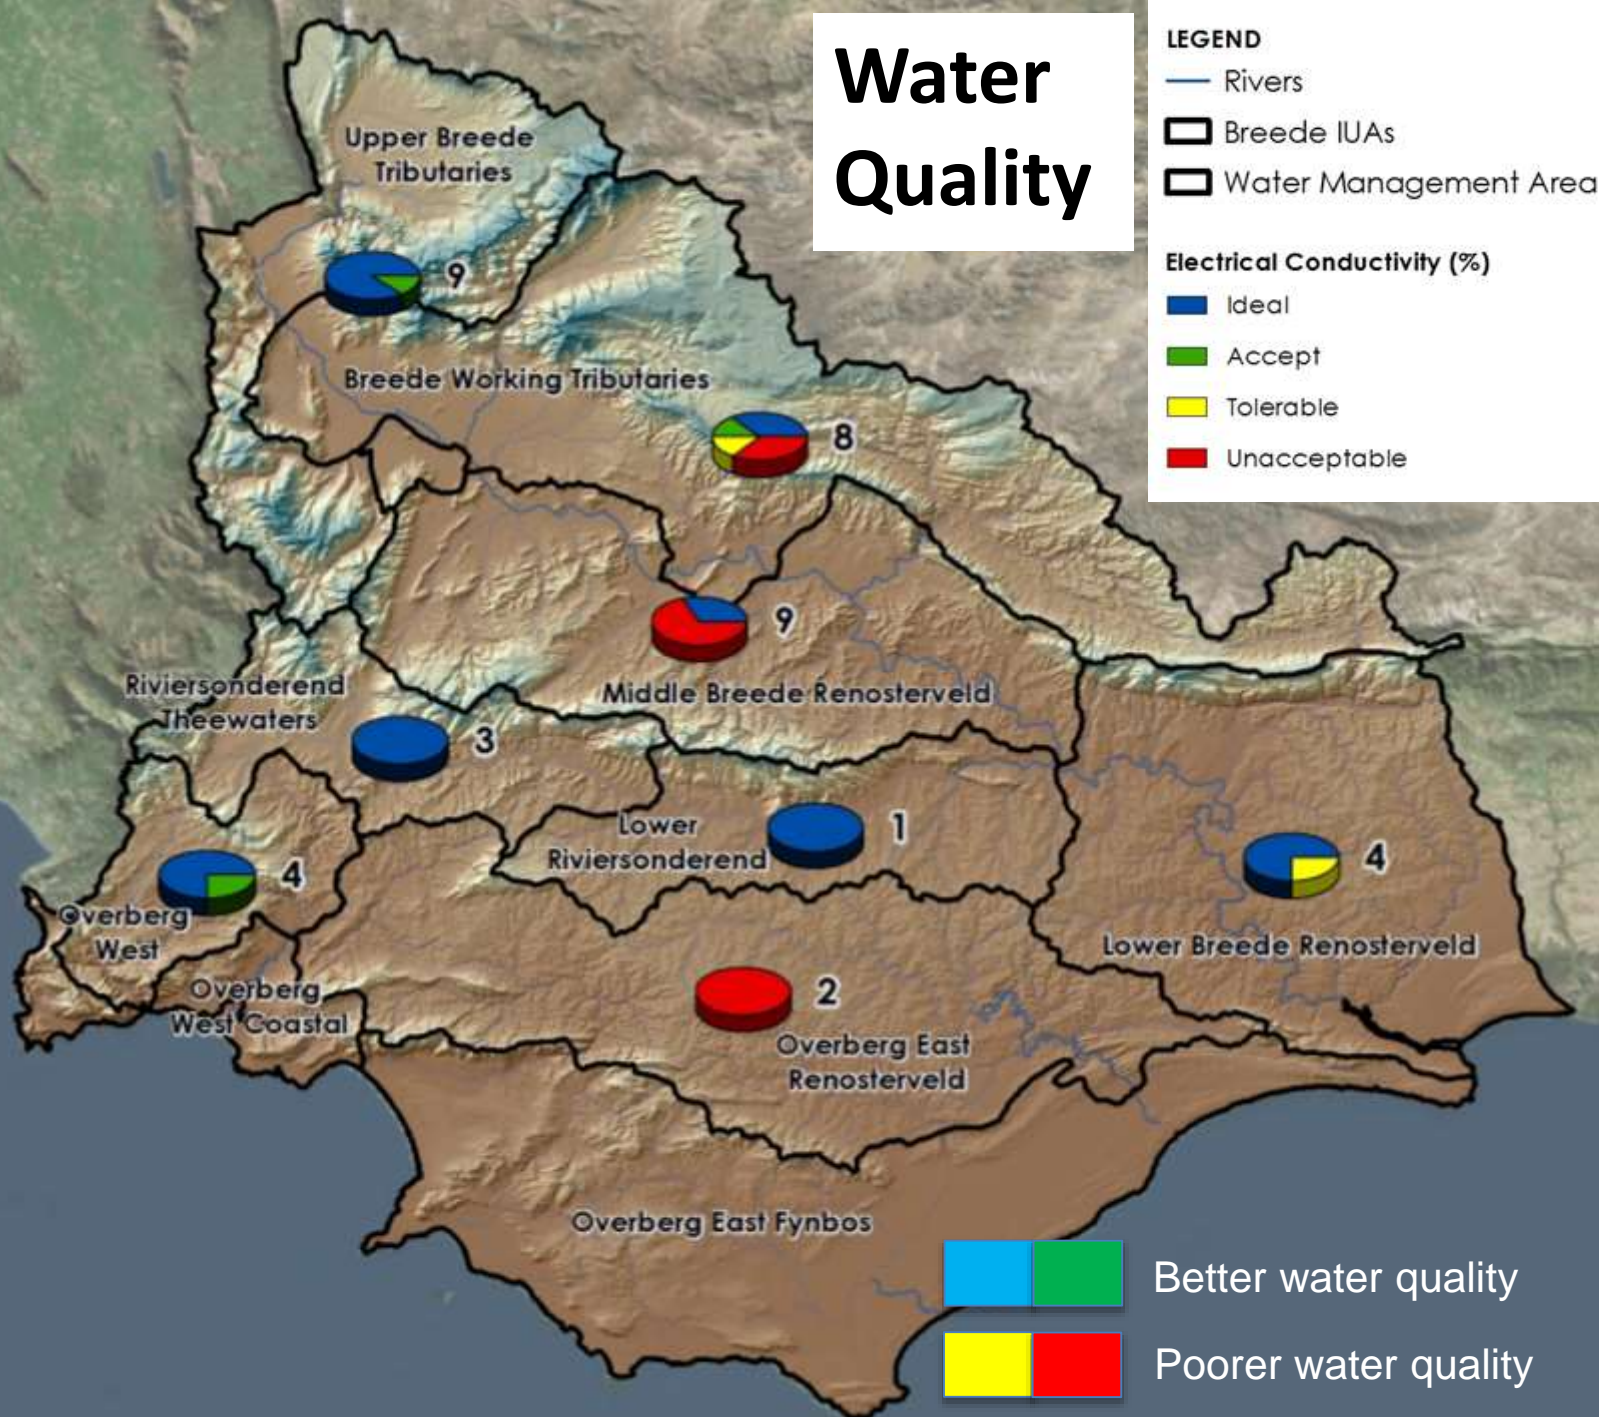 Water
Quality
LEGEND
Rivers
Breede IUAs
Water Management Area
Electrical Conductivity (%)
Ideal
Accept
Tolerable
Unacceptable
Upper Breede
Tributaries
9
Breede Working Tributaries
8
9
Middle Breede Renosterveld
Riviersonderend
Theewaters
3
Lower
Riviersonderend
1
4
Overberg
West
4
Lower Breede Renosterveld
Overberg
West Coastal
2
Overberg East
Renosterveld
Overberg East Fynbos
Better water quality
Poorer water quality